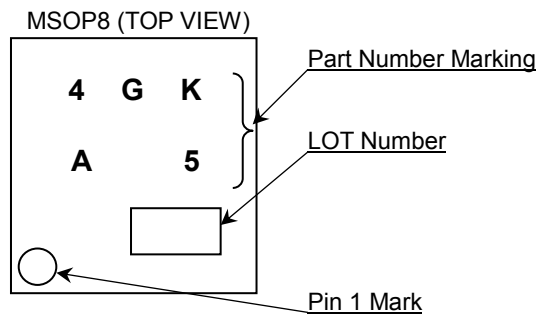 MSOP8 (TOP VIEW)
Part Number Marking
4 G K
LOT Number
A 5
Pin 1 Mark